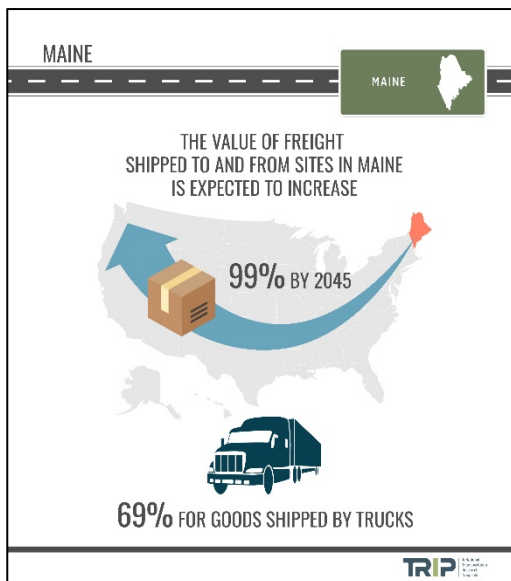 MAINE
MAINE
THE VALUE OF FREIGHT
SHIPPED TO AND FROM SITES IN MAINE
IS EXPECTED TO INCREASE
99% BY 2045
69% FOR GOODS SHIPPED BY TRUCKS
TRIP